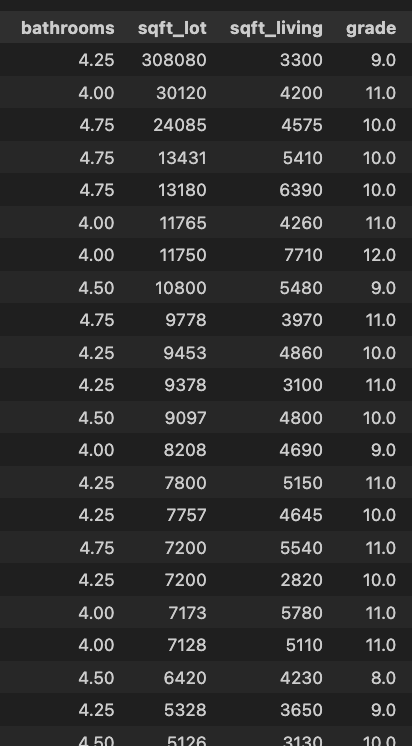 bathrooms sqft_lot sqft_living grade
4.25 308080 3300 9.0
4.00 30120 4200 11.0
4.75 24085 4575 10.0
4.75 13431 5410 10.0
4.75 13180 6390 10.0
4.00 11765 4260 11.0
4.00 11750 7710 12.0
4.50 10800 5480 9.0
4.75 9778 3970 11.0
4.25 9453 4860 10.0
4.25 9378 3100 11.0
4.50 9097 4800 10.0
4.00 8208 4690 9.0
4.25 7800 5150 11.0
4.25 7757 4645 10.0
4.75 7200 5540 11.0
4.25 7200 2820 10.0
4.00 7173 5780 11.0
4.00 7128 5110 11.0
4.50 6420 4230 8.0
4.25 5328 3650 9.0
4.50 5126 3130 10.0